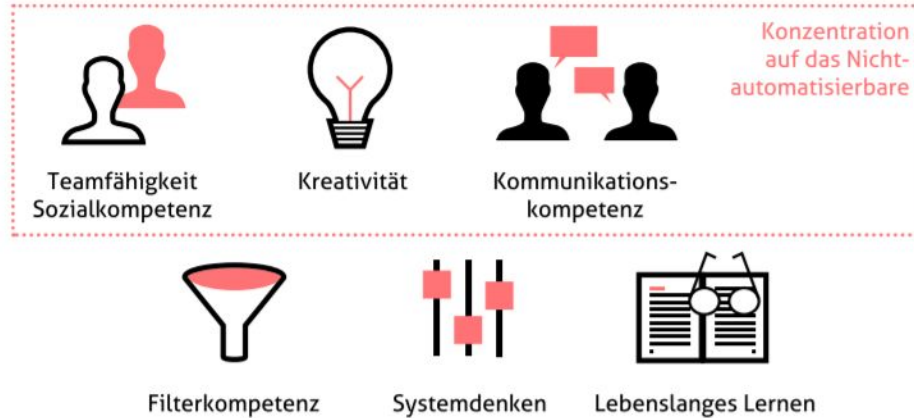 Konzentration
auf das Nicht-
automatisierbare
Teamfähigkeit
Sozialkompetenz
Kreativität
Kommunikations-
kompetenz
Filterkompetenz
Systemdenken
Lebenslanges Lernen